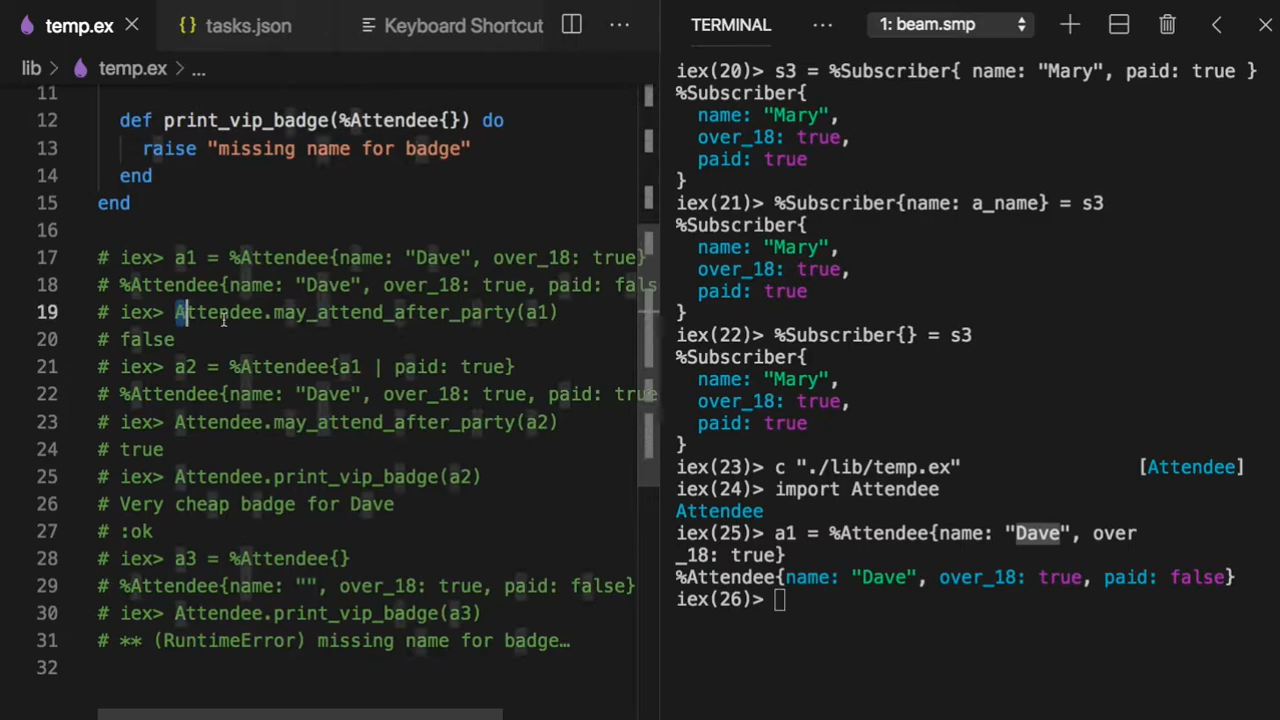 temp.ex
tasks.json
Keyboard Shortcut
lib > temp.ex > ...
11
12 def print_vip_badge(%Attendee{}) do
13 raise "missing name for badge"
14 end
15 end
16
17 # iex> a1 = %Attendee{name: "Dave", over_18: true}
18 # %Attendee{name: "Dave", over_18: true, paid: fals
19 # iex> Attendee.may_attend_after_party(a1)
20 # false
21 # iex> a2 = %Attendee{a1 | paid: true}
22 # %Attendee{name: "Dave", over_18: true, paid: true
23 # iex> Attendee.may_attend_after_party(a2)
24 # true
25 # iex> Attendee.print_vip_badge(a2)
26 # Very cheap badge for Dave
27 # :ok
28 # iex> a3 = %Attendee{}
29 # %Attendee{name: "", over_18: true, paid: false}
30 # iex> Attendee.print_vip_badge(a3)
31 # ** (RuntimeError) missing name for badge…
32
TERMINAL ... 1: beam.smp
iex(20)> s3 = %Subscriber{ name: "Mary", paid: true }
%Subscriber{
name: "Mary",
over_18: true,
paid: true
}
iex(21)> %Subscriber{name: a_name} = s3
%Subscriber{
name: "Mary",
over_18: true,
paid: true
}
iex(22)> %Subscriber{} = s3
%Subscriber{
name: "Mary",
over_18: true,
paid: true
}
iex(23)> c "./lib/temp.ex" [Attendee]
iex(24)> import Attendee
Attendee
iex(25)> a1 = %Attendee{name: "Dave", over
_18: true}
%Attendee{name: "Dave", over_18: true, paid: false}
iex(26)>